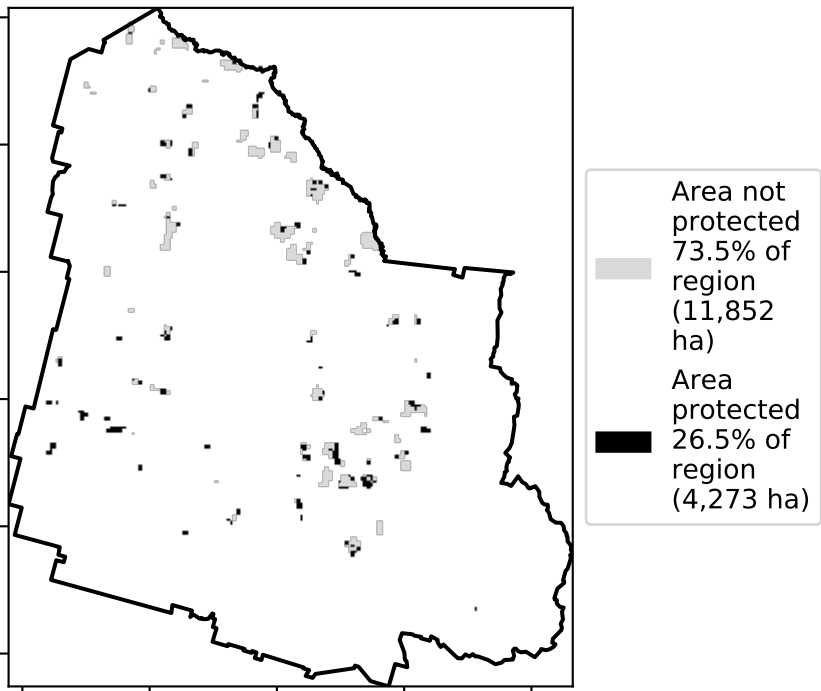 Area not
protected
73.5% of
region
(11,852
ha)
Area
protected
26.5% of
region
(4,273 ha)